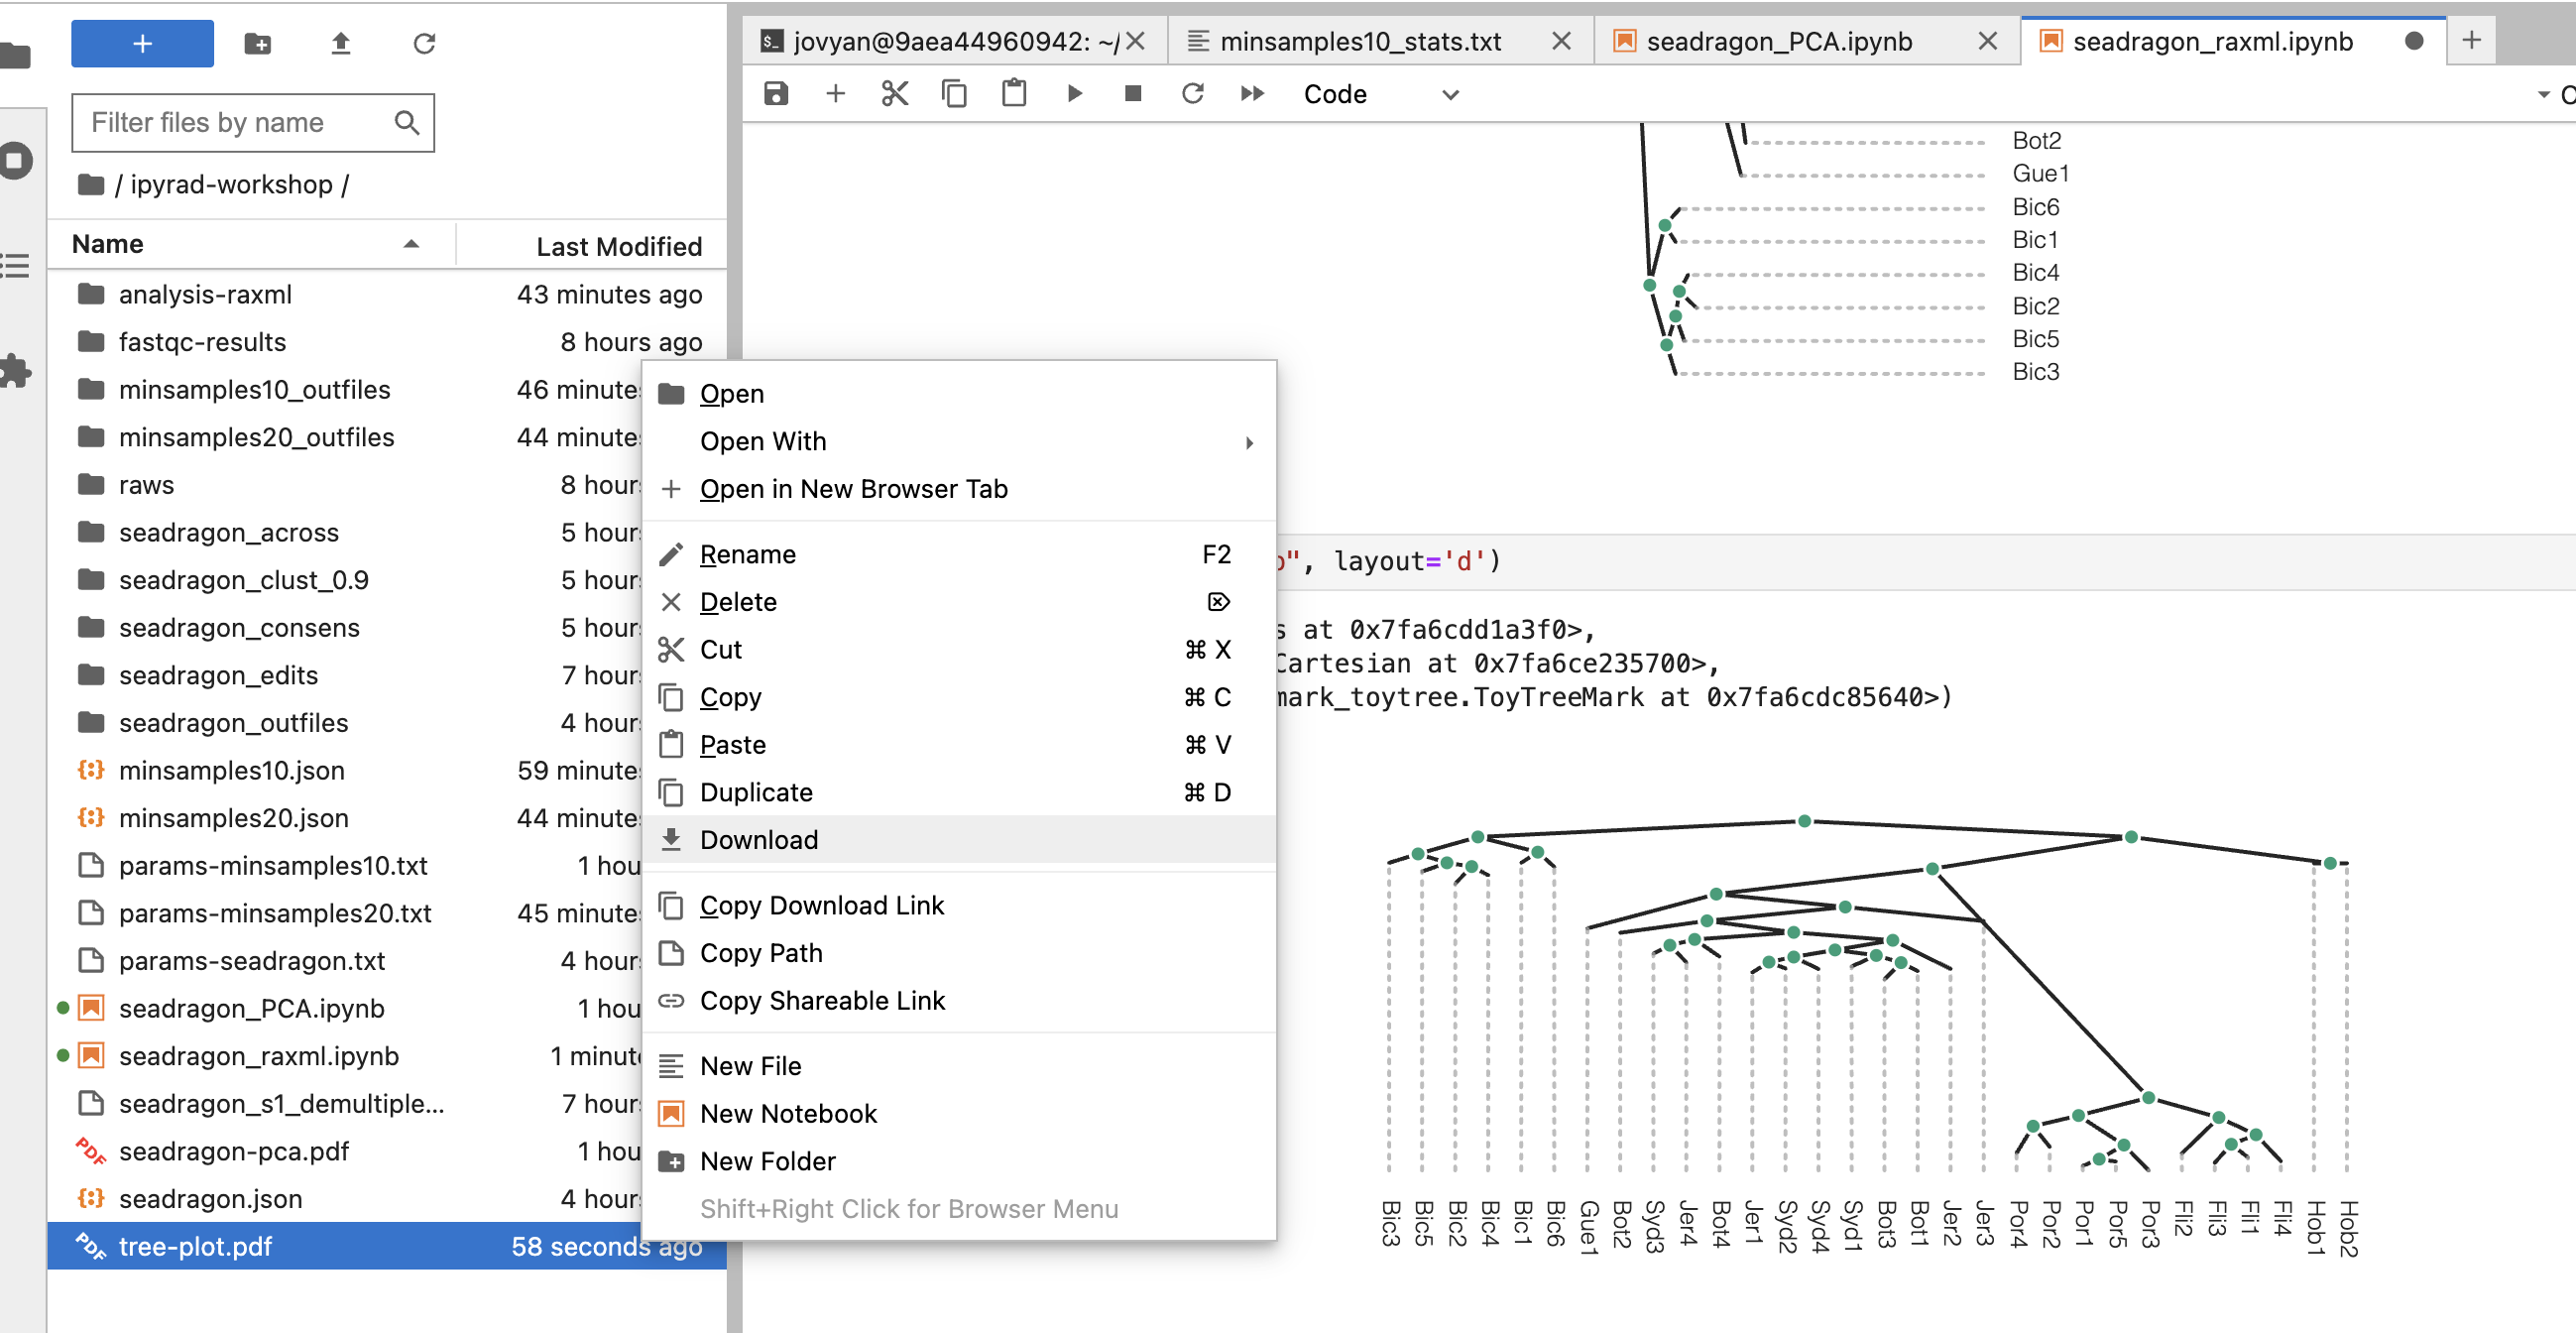 jovyan@9aea44960942: ~/
minsamples10_stats.txt
seadragon_PCA.ipynb
seadragon_raxml.ipynb
Code
Filter files by name
/ ipyrad-workshop /
Name Last Modified
analysis-raxml 43 minutes ago
fastqc-results 8 hours ago
minsamples10_outfiles 46 minute
minsamples20_outfiles 44 minute
raws 8 hour
seadragon_across 5 hour
seadragon_clust_0.9 5 hour
seadragon_consens 5 hour
seadragon_edits 7 hour
seadragon_outfiles 4 hour
minsamples10.json 59 minute
minsamples20.json 44 minute
params-minsamples10.txt 1 hou
params-minsamples20.txt 45 minute
params-seadragon.txt 4 hour
seadragon_PCA.ipynb 1 hou
seadragon_raxml.ipynb 1 minut
seadragon_s1_demultiple... 7 hour
seadragon-pca.pdf 1 hou
seadragon.json 4 hour
tree-plot.pdf 58 seconds ago
Open
Open With
Open in New Browser Tab
Rename F2
Delete
Cut ⌘ X
Copy ⌘ C
Paste ⌘ V
Duplicate ⌘ D
Download
Copy Download Link
Copy Path
Copy Shareable Link
New File
New Notebook
New Folder
Shift+Right Click for Browser Menu
Bot2
Gue1
Bic6
Bic1
Bic4
Bic2
Bic5
Bic3
", layout='d')
s at 0x7fa6cdd1a3f0>,
Cartesian at 0x7fa6ce235700>,
mark_toytree.ToyTreeMark at 0x7fa6cdc85640>)
Bic3
Bic5
Bic2
Bic4
Bic1
Bic6
Gue1
Bot2
Syd3
Jer4
Bot4
Jer1
Syd2
Syd4
Syd1
Bot3
Bot1
Jer2
Jer3
Por4
Por2
Por1
Por5
Por3
Fli2
Fli3
Fli1
Fli4
Hob1
Hob2